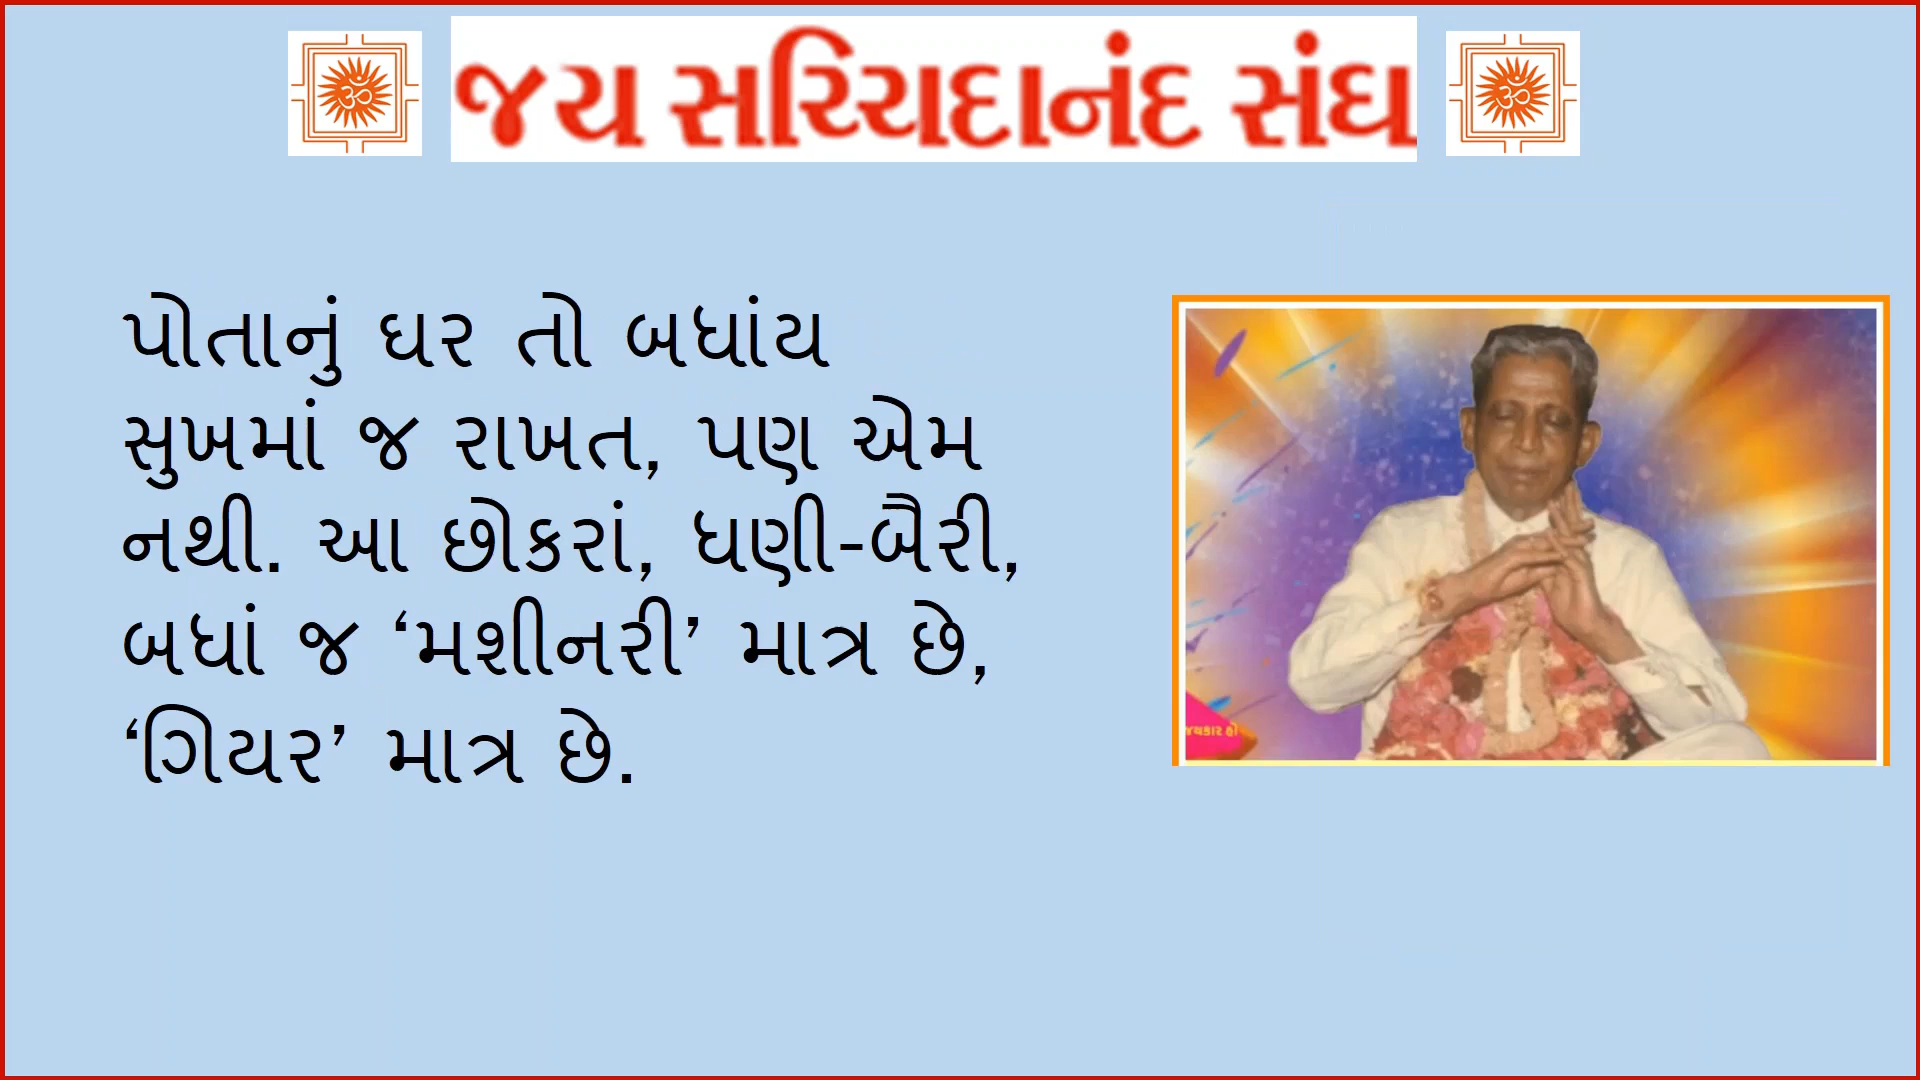 જય સચ્ચિદાનંદ સંઘ
પોતાનું ઘર તો બધાંય
સુખમાં જ રાખત, પણ એમ
નથી. આ છોકરાં, ધણી-બૈરી,
બધાં જ ‘મશીનરી’ માત્ર છે,
‘ગિયર’ માત્ર છે.